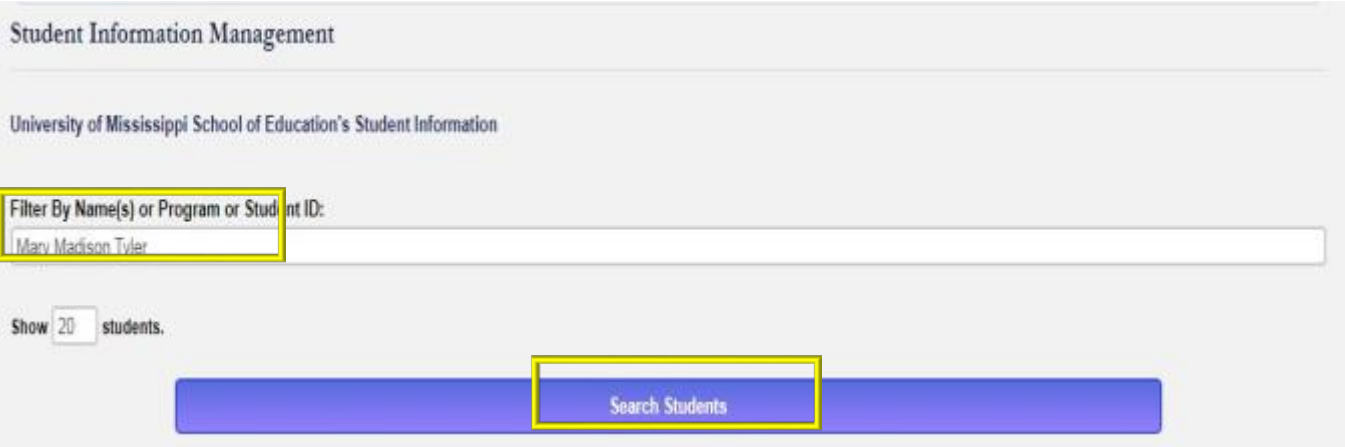 Student Information Management
University of Mississippi School of Education's Student Information
Filter By Name(s) or Program or Student ID:
Mary Madison Tyler
Show 20 students.
Search Students